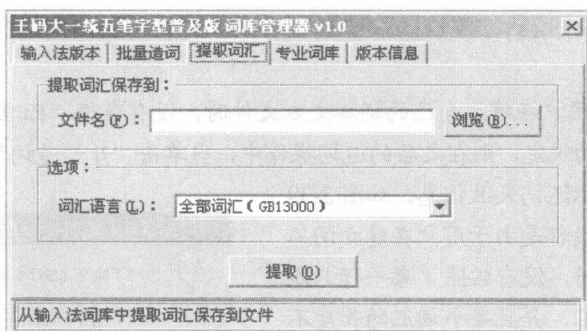 王码大一统五笔字型普及版 词库管理器 v1.0
输入法版本 批量造词 提取词汇 专业词库 版本信息
提取词汇保存到：
文件名(F)： 浏览(B)...
选项：
词汇语言(L)： 全部词汇(GB13000)
提取(O)
从输入法词库中提取词汇保存到文件